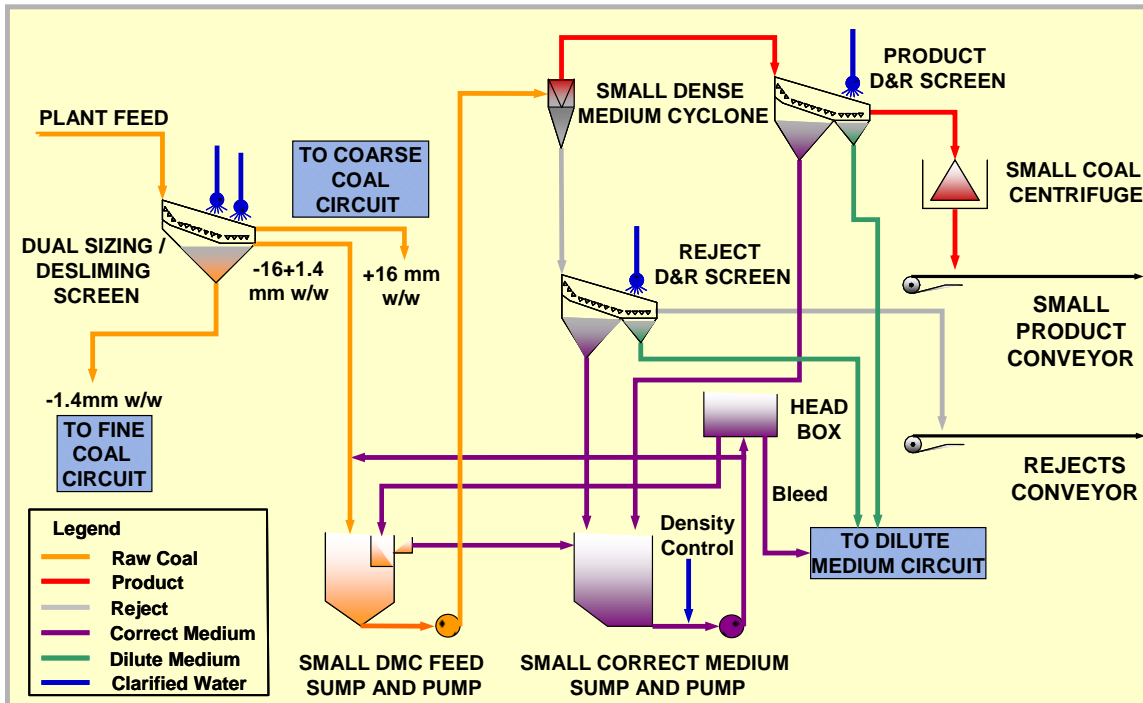 PLANT FEED
TO COARSE
COAL
CIRCUIT
DUAL SIZING /
DESLIMING
SCREEN
-16+1.4
mm w/w
+16 mm
w/w
-1.4mm w/w
TO FINE
COAL
CIRCUIT
SMALL DENSE
MEDIUM CYCLONE
PRODUCT
D&R SCREEN
SMALL COAL
CENTRIFUGE
REJECT
D&R SCREEN
SMALL
PRODUCT
CONVEYOR
HEAD
BOX
REJECTS
CONVEYOR
Bleed
Density
Control
TO DILUTE
MEDIUM CIRCUIT
SMALL DMC FEED
SUMP AND PUMP
SMALL CORRECT MEDIUM
SUMP AND PUMP
Legend
Raw Coal
Product
Reject
Correct Medium
Dilute Medium
Clarified Water